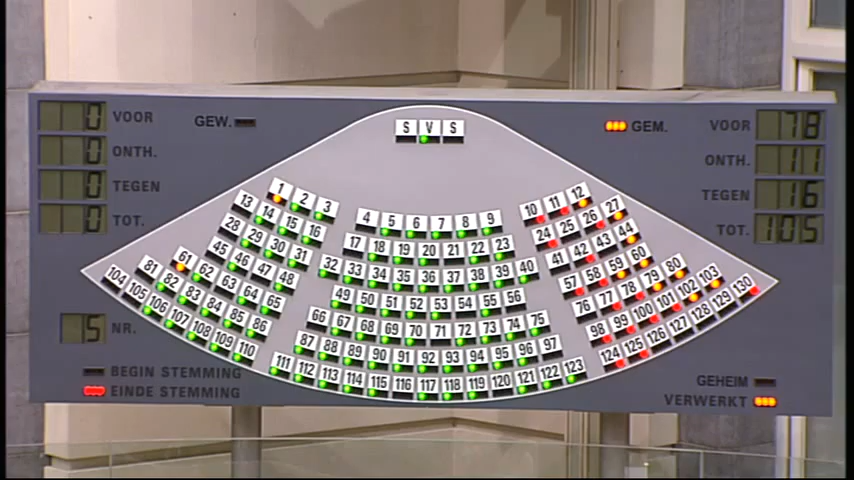 0 VOOR GEW.
0 ONTH.
0 TEGEN
0 TOT.
S V S
GEM. VOOR 78
ONTH. 11
TEGEN 16
TOT. 105
1 2 3
13 14 15 16
28 29 30 31
45 46 47 48
61 62 63 64 65
81 82 83 84 85 86
104 105 106 107 108 109 110
4 5 6 7 8 9
17 18 19 20 21 22 23
32 33 34 35 36 37 38 39 40
49 50 51 52 53 54 55 56
66 67 68 69 70 71 72 73 74 75
87 88 89 90 91 92 93 94 95 96 97
111 112 113 114 115 116 117 118 119 120 121 122 123
10 11 12
24 25 26 27
41 42 43 44
57 58 59 60
76 77 78 79 80
98 99 100 101 102 103
124 125 126 127 128 129 130
15 NR.
BEGIN STEMMING
EINDE STEMMING
GEHEIM
VERWERKT